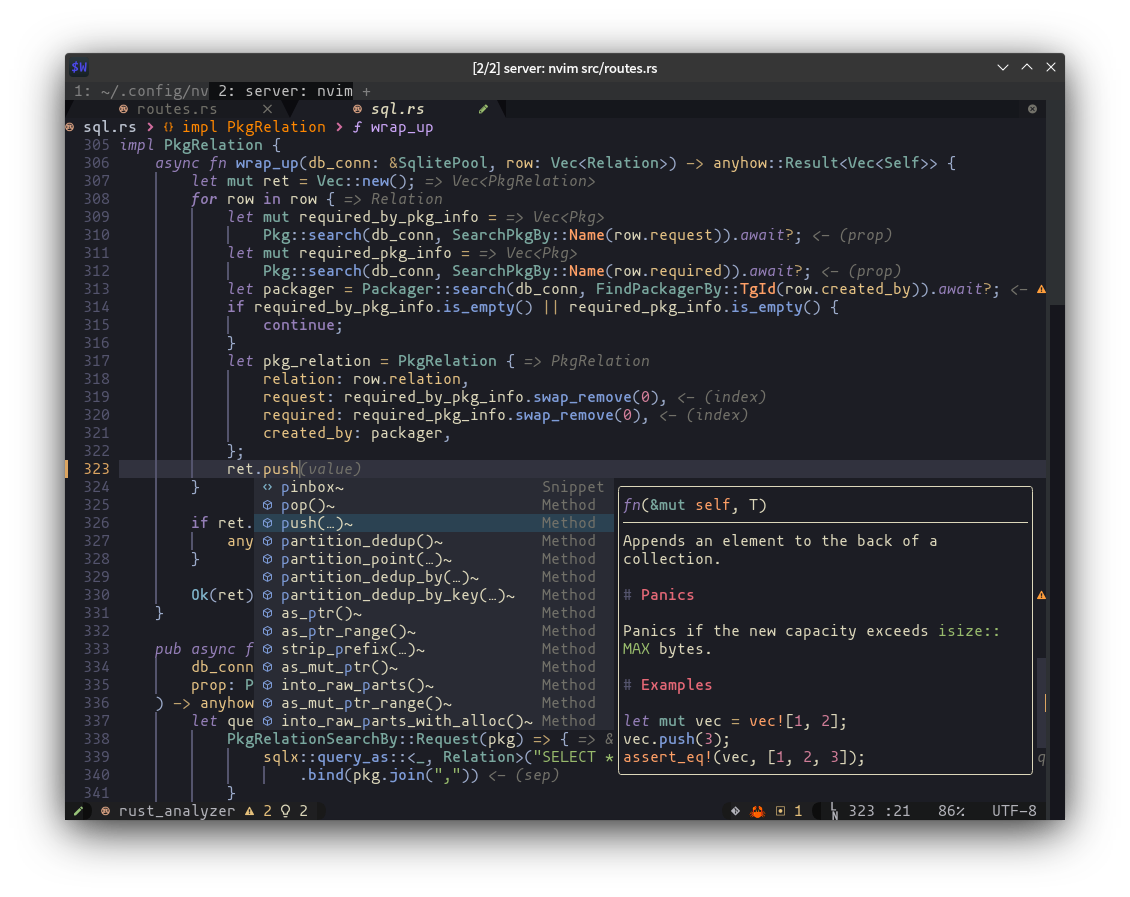 $W
[2/2] server: nvim src/routes.rs
1: ~/.config/nv 2: server: nvim +
routes.rs sql.rs
sql.rs > {} impl PkgRelation > ƒ wrap_up
305 impl PkgRelation {
306 async fn wrap_up(db_conn: &SqlitePool, row: Vec<Relation>) -> anyhow::Result<Vec<Self>> {
307 let mut ret = Vec::new(); => Vec<PkgRelation>
308 for row in row { => Relation
309 let mut required_by_pkg_info = => Vec<Pkg>
310 Pkg::search(db_conn, SearchPkgBy::Name(row.request)).await?; <- (prop)
311 let mut required_pkg_info = => Vec<Pkg>
312 Pkg::search(db_conn, SearchPkgBy::Name(row.required)).await?; <- (prop)
313 let packager = Packager::search(db_conn, FindPackagerBy::TgId(row.created_by)).await?; <-
314 if required_by_pkg_info.is_empty() || required_pkg_info.is_empty() {
315 continue;
316 }
317 let pkg_relation = PkgRelation { => PkgRelation
318 relation: row.relation,
319 request: required_by_pkg_info.swap_remove(0), <- (index)
320 required: required_pkg_info.swap_remove(0), <- (index)
321 created_by: packager,
322 };
323 ret.push(value)
324 }
325
326 if ret.
327 any
328 }
329
330 Ok(ret)
331 }
332
333 pub async f
334 db_conn
335 prop: P
336 ) -> anyhow
337 let que
338 PkgRelationSearchBy::Request(pkg) => { => &
339 sqlx::query_as::<_, Relation>("SELECT * q
340 .bind(pkg.join(",")) <- (sep)
341 }
pinbox~ Snippet
pop()~ Method
push(…)~ Method
partition_dedup()~ Method
partition_point(…)~ Method
partition_dedup_by(…)~ Method
partition_dedup_by_key(…)~ Method
as_ptr()~ Method
as_ptr_range()~ Method
strip_prefix(…)~ Method
as_mut_ptr()~ Method
into_raw_parts()~ Method
as_mut_ptr_range()~ Method
into_raw_parts_with_alloc()~ Method
fn(&mut self, T)
Appends an element to the back of a
collection.
# Panics
Panics if the new capacity exceeds isize::
MAX bytes.
# Examples
let mut vec = vec![1, 2];
vec.push(3);
assert_eq!(vec, [1, 2, 3]);
rust_analyzer 2 2 1 323 :21 86% UTF-8